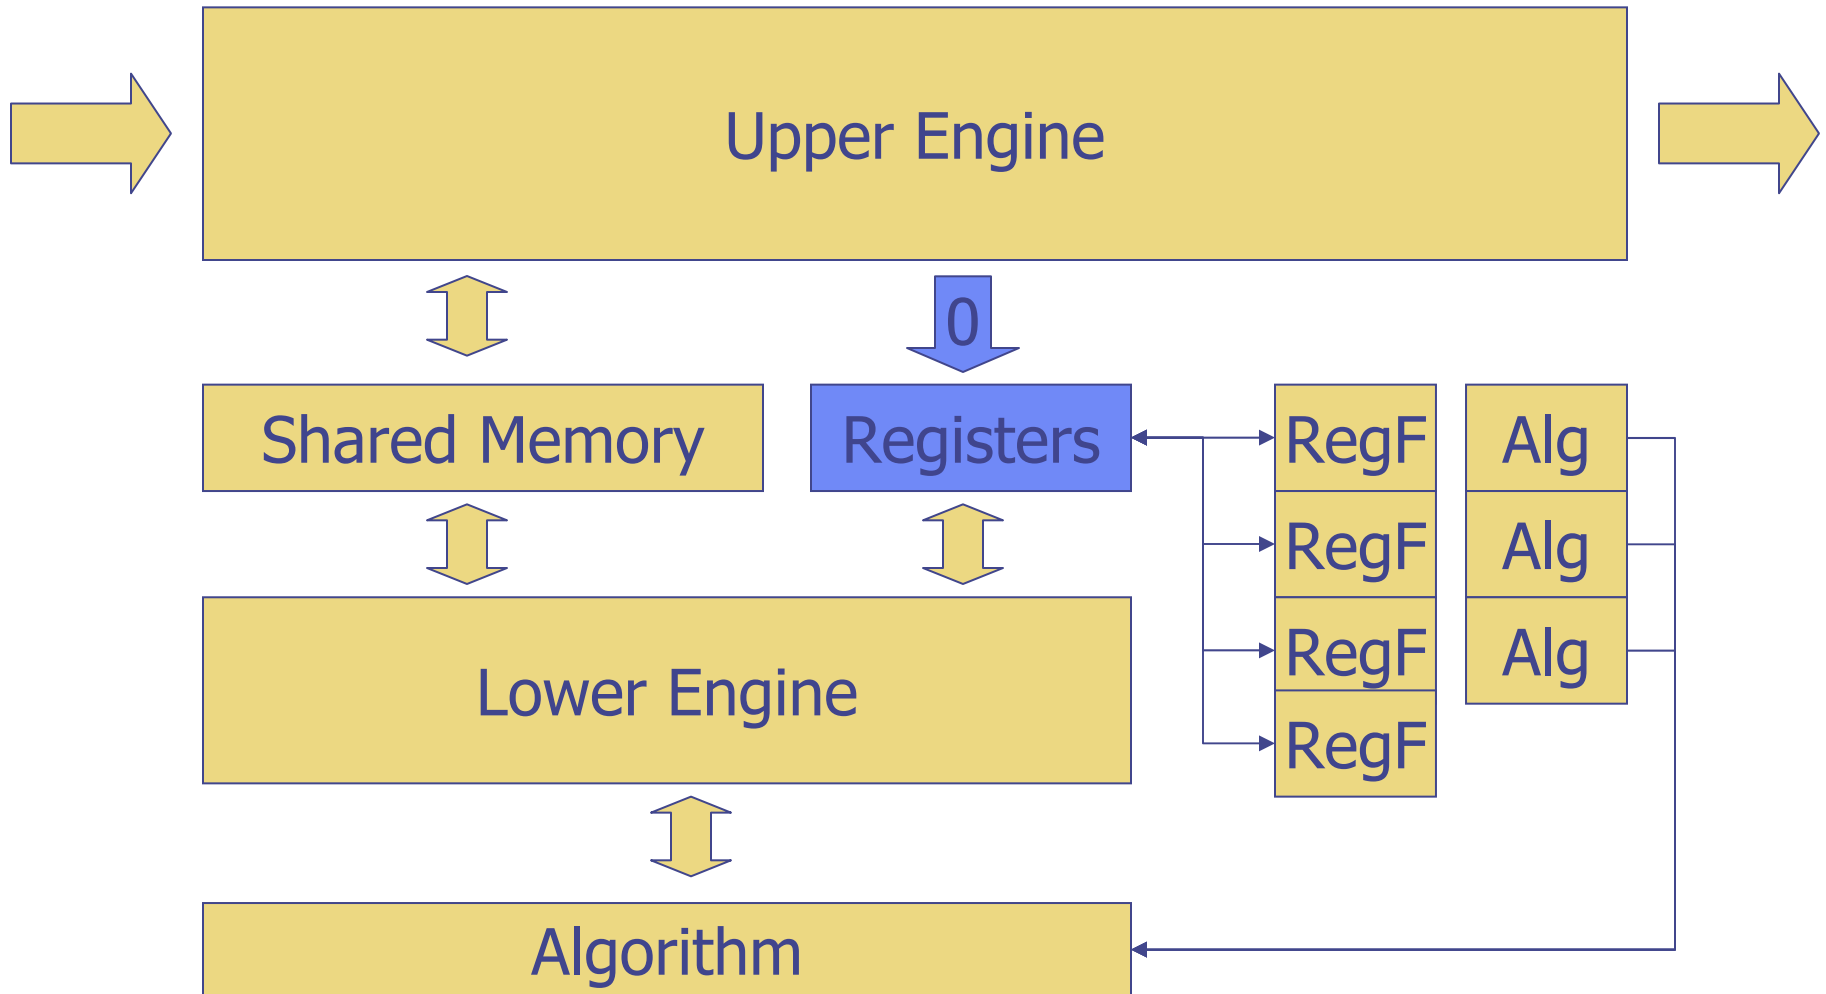 Upper Engine
0
Shared Memory
Registers
RegF
Alg
RegF
Alg
RegF
Alg
Lower Engine
RegF
Algorithm